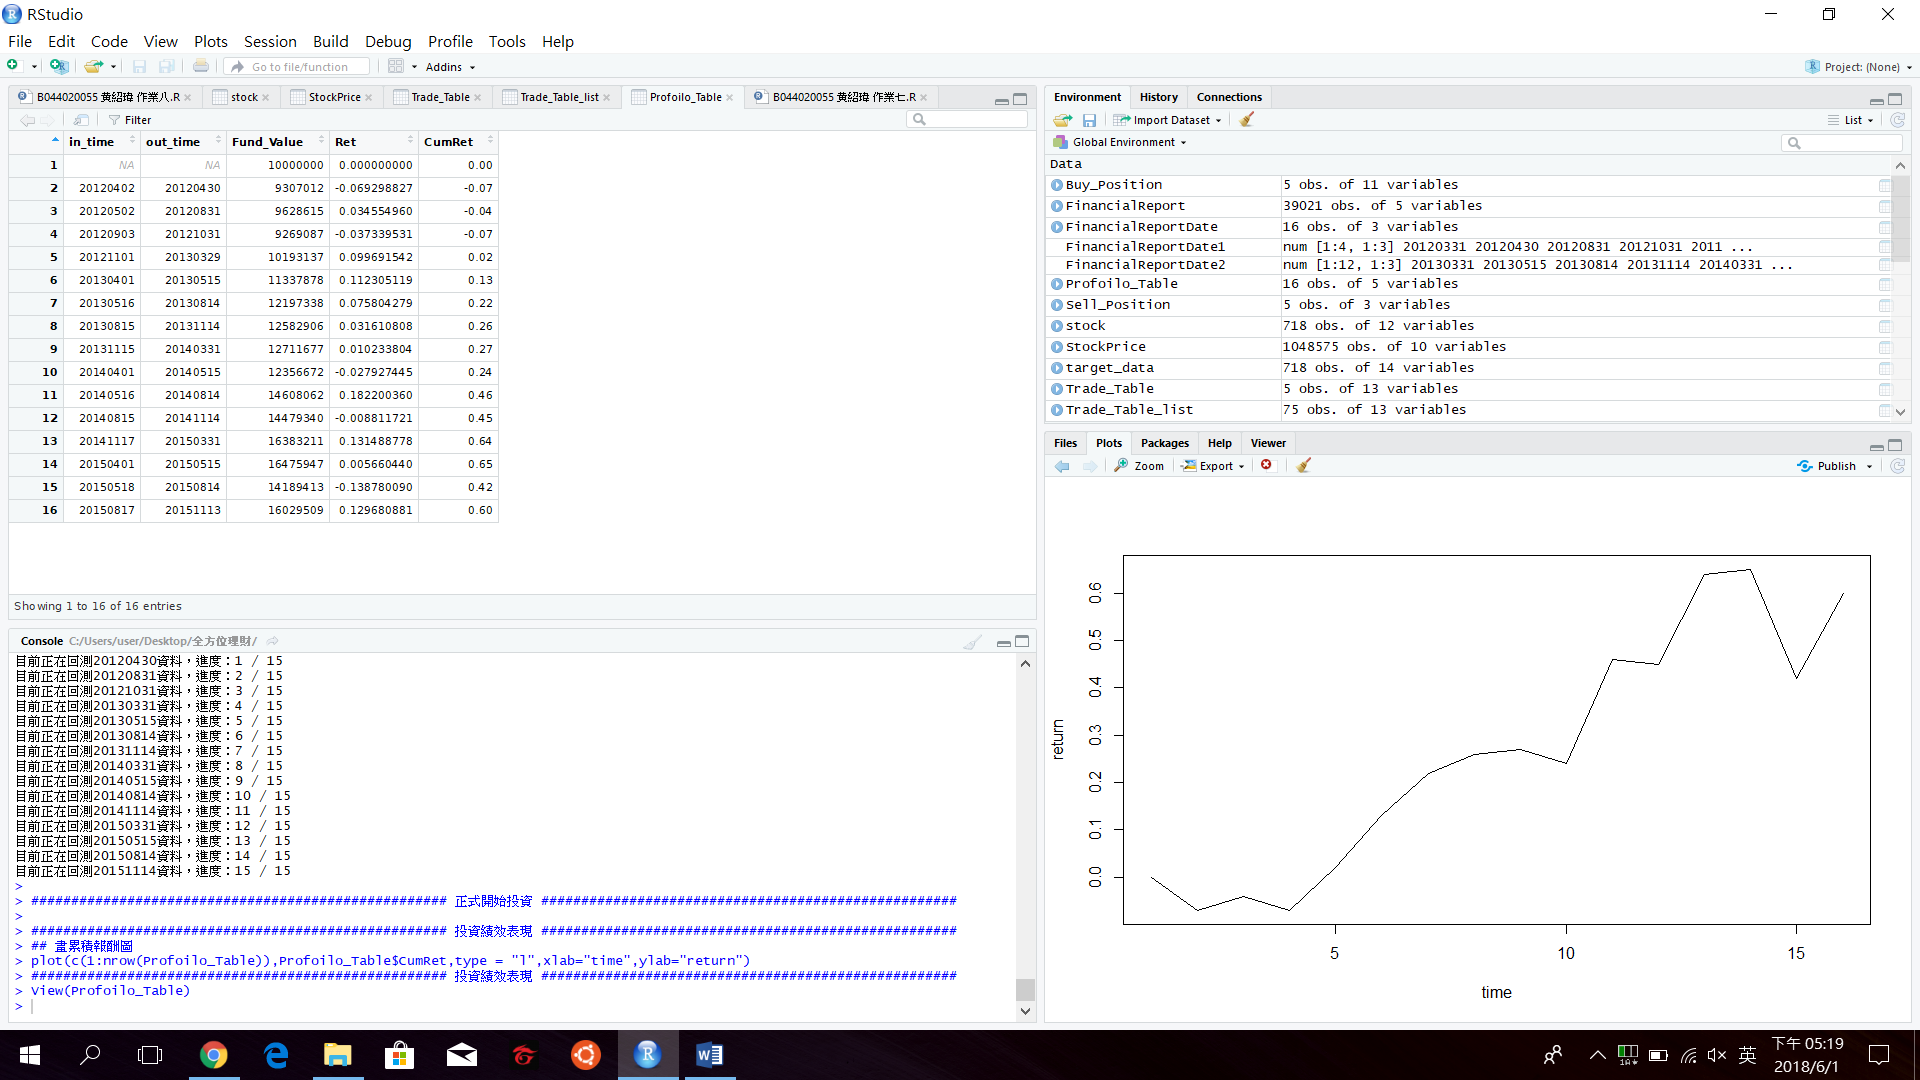 RStudio
File Edit Code View Plots Session Build Debug Profile Tools Help
Go to file/function Addins Project: (None)
B044020055 黄紹瑋 作業八.R stock StockPrice Trade_Table Trade_Table_list Profoilo_Table B044020055 黄紹瑋 作業七.R
Filter
in_time out_time Fund_Value Ret CumRet
1 NA NA 10000000 0.000000000 0.00
2 20120402 20120430 9307012 -0.069298827 -0.07
3 20120502 20120831 9628615 0.034554960 -0.04
4 20120903 20121031 9269087 -0.037339531 -0.07
5 20121101 20130329 10193137 0.099691542 0.02
6 20130401 20130515 11337878 0.112305119 0.13
7 20130516 20130814 12197338 0.075804279 0.22
8 20130815 20131114 12582906 0.031610808 0.26
9 20131115 20140331 12711677 0.010233804 0.27
10 20140401 20140515 12356672 -0.027927445 0.24
11 20140516 20140814 14608062 0.182200360 0.46
12 20140815 20141114 14479340 -0.008811721 0.45
13 20141117 20150331 16383211 0.131488778 0.64
14 20150401 20150515 16475947 0.005660440 0.65
15 20150518 20150814 14189413 -0.138780090 0.42
16 20150817 20151113 16029509 0.129680881 0.60
Showing 1 to 16 of 16 entries
Console C:/Users/user/Desktop/全方位理財/
目前正在回測20120430資料，進度：1 / 15
目前正在回測20120831資料，進度：2 / 15
目前正在回測20121031資料，進度：3 / 15
目前正在回測20130331資料，進度：4 / 15
目前正在回測20130515資料，進度：5 / 15
目前正在回測20130814資料，進度：6 / 15
目前正在回測20131114資料，進度：7 / 15
目前正在回測20140331資料，進度：8 / 15
目前正在回測20140515資料，進度：9 / 15
目前正在回測20140814資料，進度：10 / 15
目前正在回測20141114資料，進度：11 / 15
目前正在回測20150331資料，進度：12 / 15
目前正在回測20150515資料，進度：13 / 15
目前正在回測20150814資料，進度：14 / 15
目前正在回測20151114資料，進度：15 / 15
>
> #################################################### 正式開始投資 ####################################################
>
> #################################################### 投資績效表現 ####################################################
> ## 畫累積報酬圖
> plot(c(1:nrow(Profoilo_Table)),Profoilo_Table$CumRet,type = "l",xlab="time",ylab="return")
> #################################################### 投資績效表現 ####################################################
> View(Profoilo_Table)
>
Environment History Connections
Import Dataset List
Global Environment
Data
Buy_Position 5 obs. of 11 variables
FinancialReport 39021 obs. of 5 variables
FinancialReportDate 16 obs. of 3 variables
FinancialReportDate1 num [1:4, 1:3] 20120331 20120430 20120831 20121031 2011 ...
FinancialReportDate2 num [1:12, 1:3] 20130331 20130515 20130814 20131114 20140331 ...
Profoilo_Table 16 obs. of 5 variables
Sell_Position 5 obs. of 3 variables
stock 718 obs. of 12 variables
StockPrice 1048575 obs. of 10 variables
target_data 718 obs. of 14 variables
Trade_Table 5 obs. of 13 variables
Trade_Table_list 75 obs. of 13 variables
Files Plots Packages Help Viewer
Zoom Export Publish
return
0.6
0.5
0.4
0.3
0.2
0.1
0.0
5 10 15
time
英
下午 05:19
2018/6/1